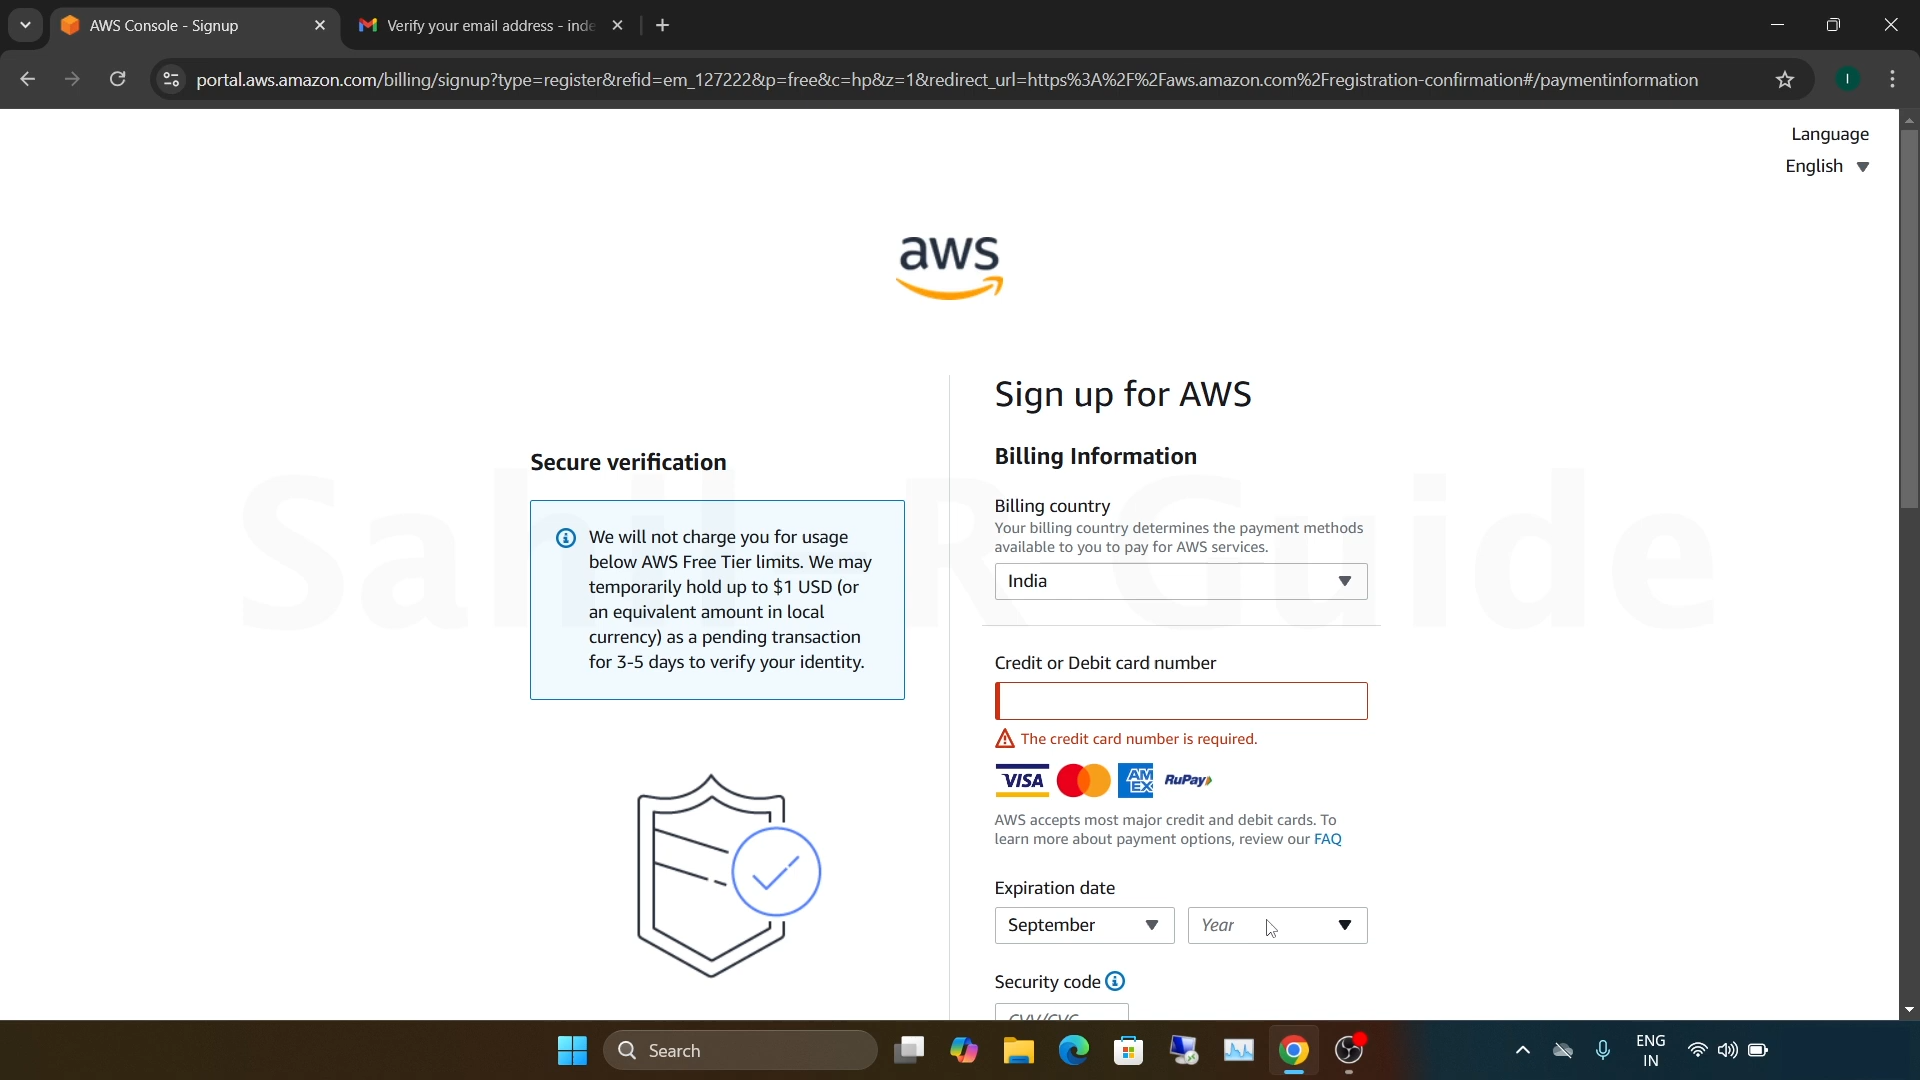 AWS Console - Signup
Verify your email address - inde
portal.aws.amazon.com/billing/signup?type=register&refid=em_127222&p=free&c=hp&z=1&redirect_url=https%3A%2F%2Faws.amazon.com%2Fregistration-confirmation#/paymentinformation
I
Language
English
aws
Sign up for AWS
Secure verification
We will not charge you for usage
below AWS Free Tier limits. We may
temporarily hold up to $1 USD (or
an equivalent amount in local
currency) as a pending transaction
for 3-5 days to verify your identity.
Billing Information
Billing country
Your billing country determines the payment methods
available to you to pay for AWS services.
India
Credit or Debit card number
The credit card number is required.
VISA
AM
EX
RuPay
AWS accepts most major credit and debit cards. To
learn more about payment options, review our FAQ
Expiration date
September
Year
Security code
CVV/CVC
Guide
Search
ENG
IN